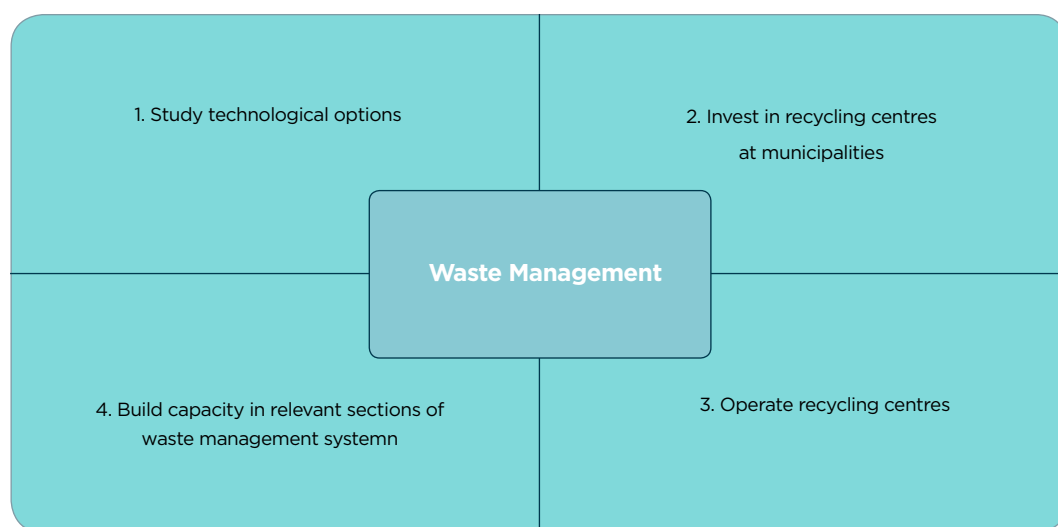 1. Study technological options
2. Invest in recycling centres
at municipalities
Waste Management
4. Build capacity in relevant sections of
waste management systemn
3. Operate recycling centres